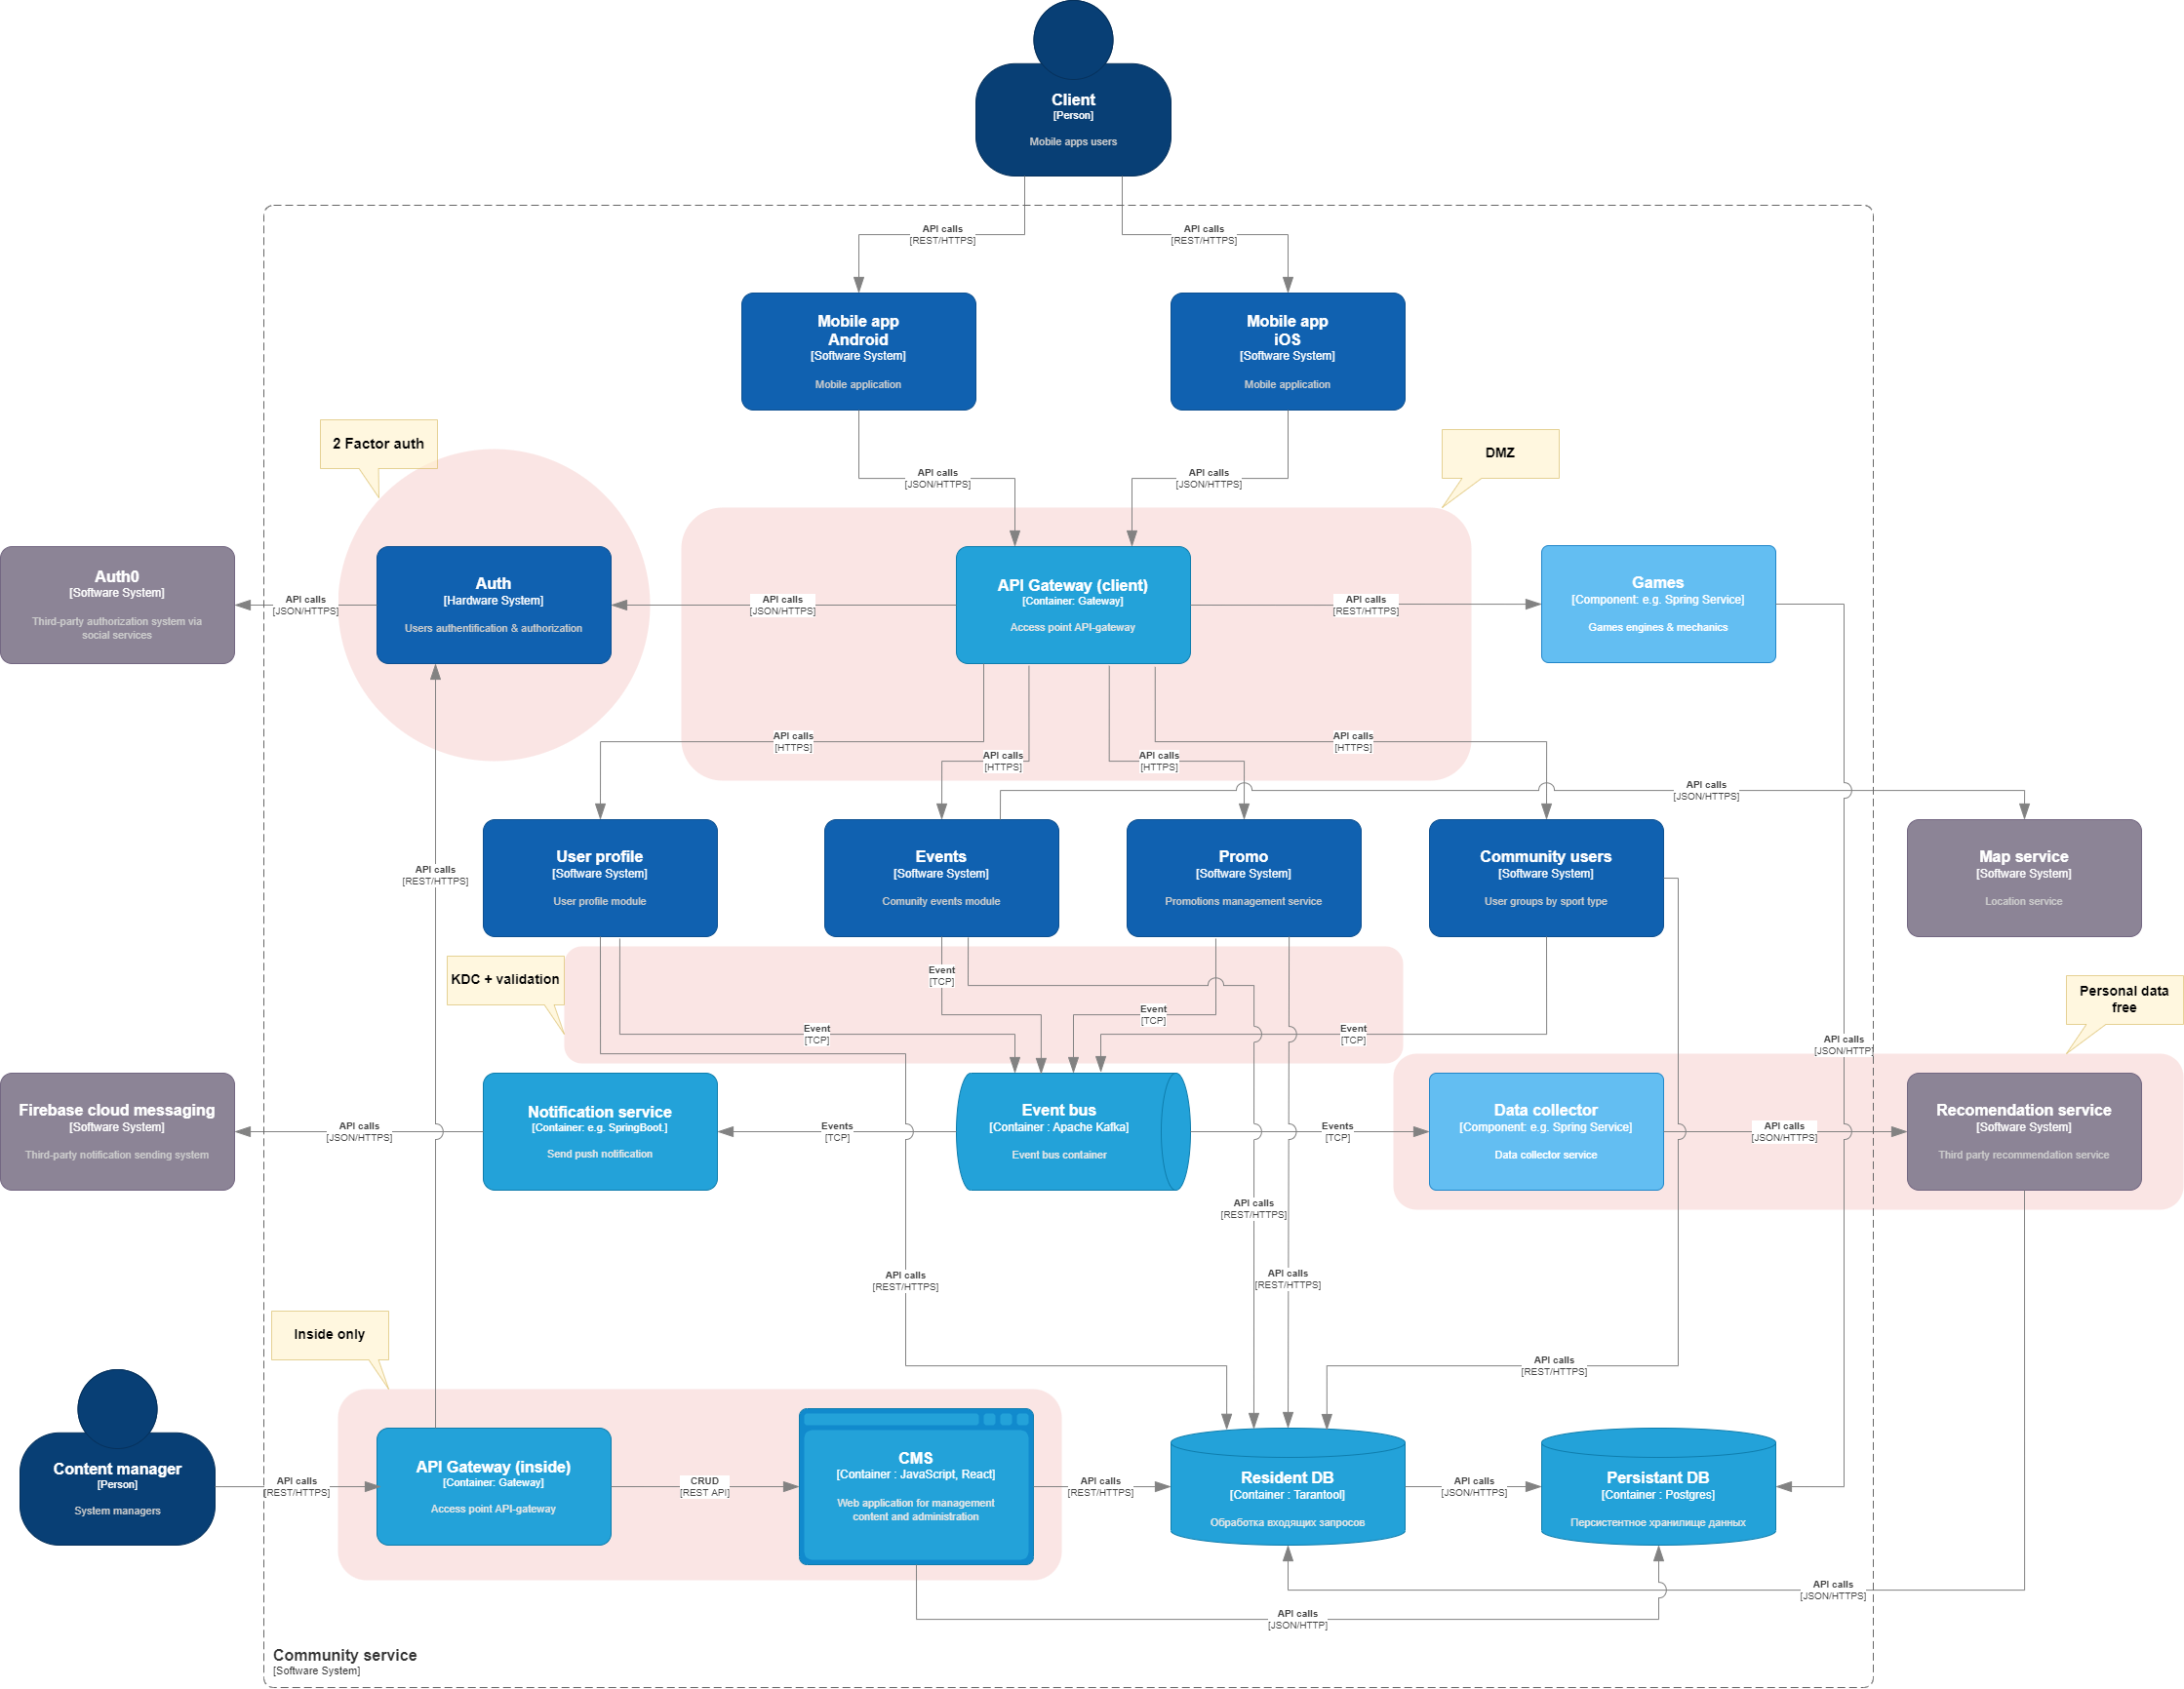 Client
[Person]
Mobile apps users
API calls
[REST/HTTPS]
API calls
[REST/HTTPS]
Mobile app
Android
[Software System]
Mobile application
Mobile app
iOS
[Software System]
Mobile application
2 Factor auth
DMZ
API calls
[JSON/HTTPS]
API calls
[JSON/HTTPS]
Auth0
[Software System]
Third-party authorization system via
social services
API calls
[JSON/HTTPS]
Auth
[Hardware System]
Users authentification & authorization
API calls
[JSON/HTTPS]
API Gateway (client)
[Container: Gateway]
Access point API-gateway
API calls
[REST/HTTPS]
Games
[Component: e.g. Spring Service]
Games engines & mechanics
API calls
[HTTPS]
API calls
[HTTPS]
API calls
[HTTPS]
API calls
[HTTPS]
API calls
[JSON/HTTPS]
API calls
[REST/HTTPS]
User profile
[Software System]
User profile module
Events
[Software System]
Comunity events module
Promo
[Software System]
Promotions management service
Community users
[Software System]
User groups by sport type
Map service
[Software System]
Location service
KDC + validation
Event
[TCP]
Event
[TCP]
Event
[TCP]
Event
[TCP]
Personal data
free
API calls
[JSON/HTTP]
Firebase cloud messaging
[Software System]
Third-party notification sending system
API calls
[JSON/HTTPS]
Notification service
[Container: e.g. SpringBoot.]
Send push notification
Events
[TCP]
Event bus
[Container : Apache Kafka]
Event bus container
Events
[TCP]
Data collector
[Component: e.g. Spring Service]
Data collector service
API calls
[JSON/HTTPS]
Recomendation service
[Software System]
Third party recommendation service
API calls
[REST/HTTPS]
API calls
[REST/HTTPS]
API calls
[REST/HTTPS]
API calls
[REST/HTTPS]
Inside only
Content manager
[Person]
System managers
API calls
[REST/HTTPS]
API Gateway (inside)
[Container: Gateway]
Access point API-gateway
CRUD
[REST API]
CMS
[Container : JavaScript, React]
Web application for management
content and administration
API calls
[REST/HTTPS]
Resident DB
[Container : Tarantool]
Обработка входящих запросов
API calls
[JSON/HTTPS]
Persistant DB
[Container : Postgres]
Персистентное хранилище данных
API calls
[JSON/HTTPS]
API calls
[JSON/HTTP]
Community service
[Software System]